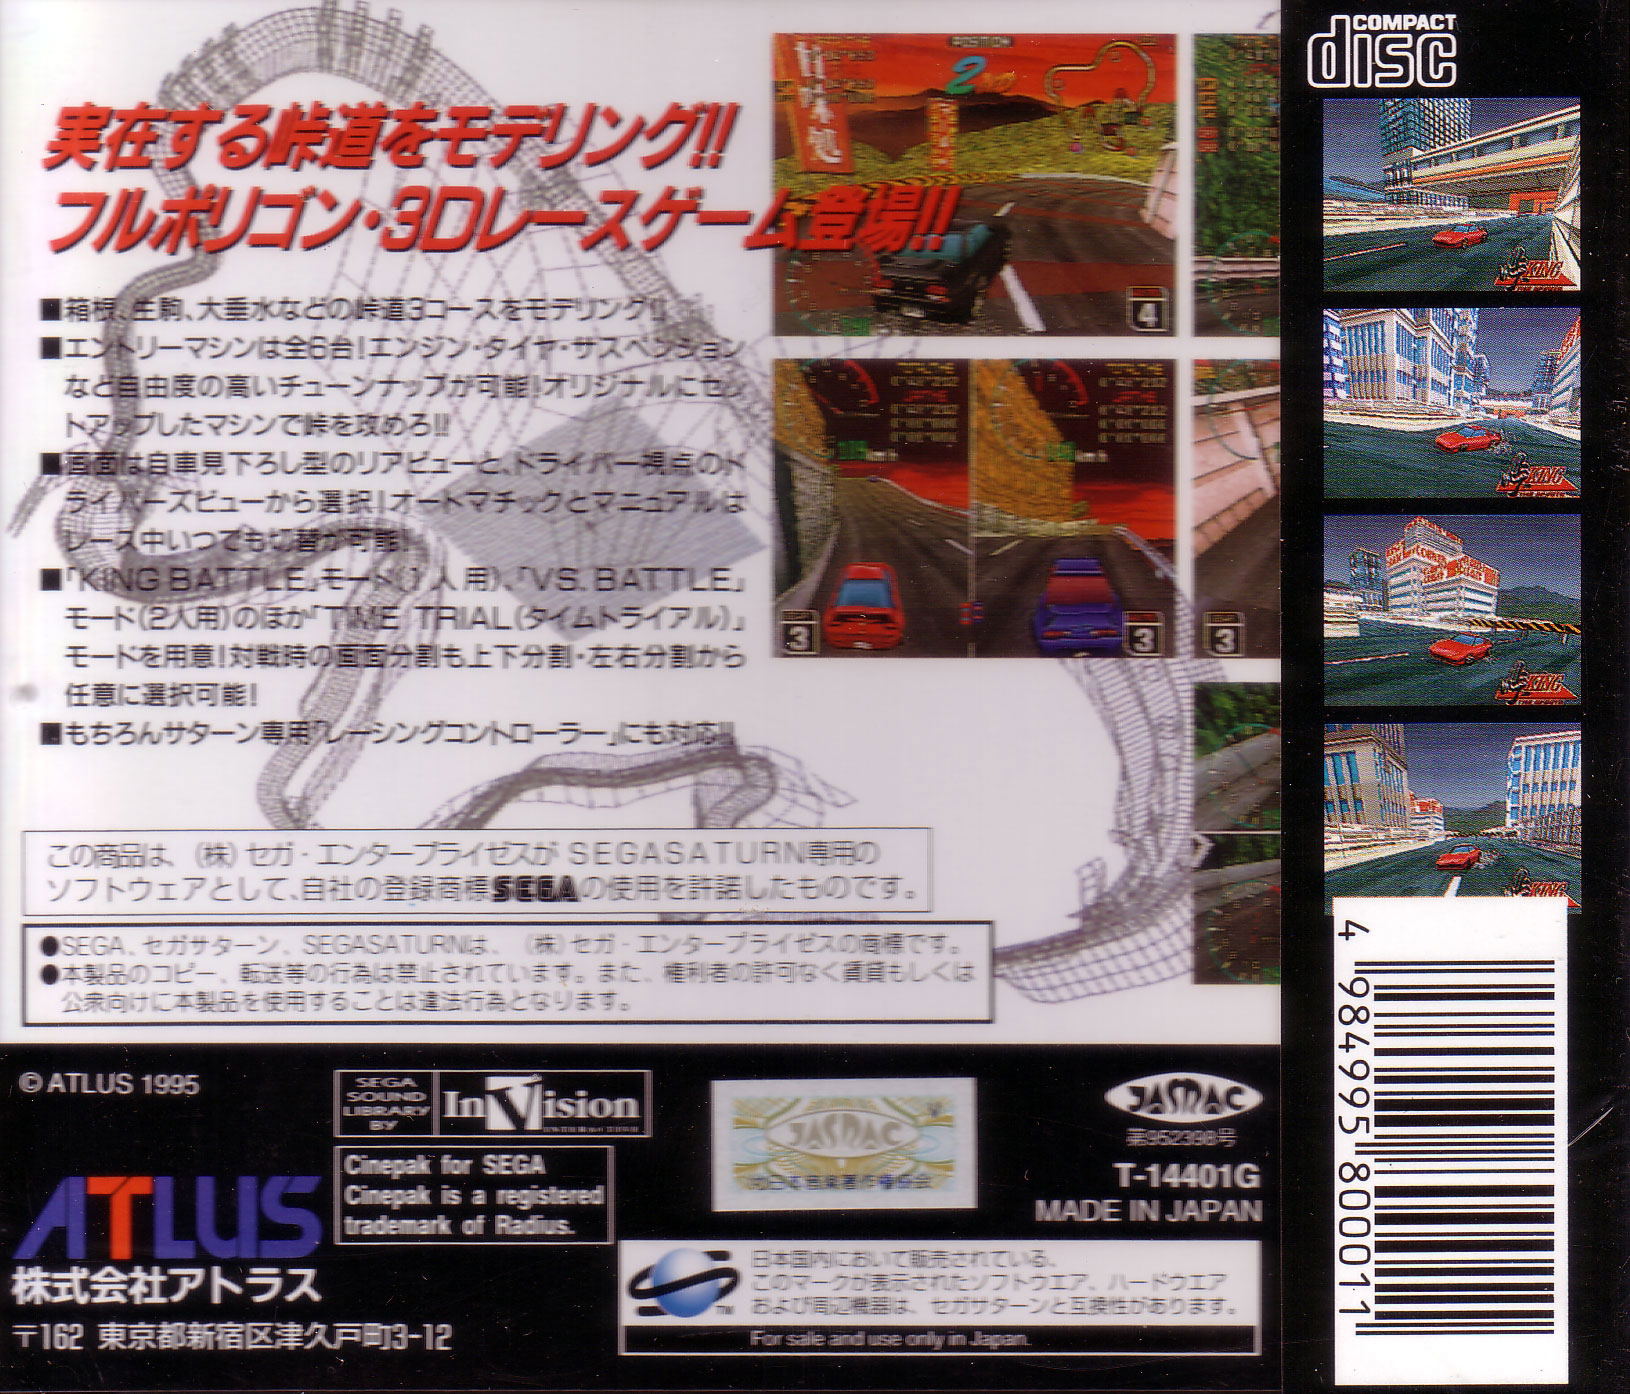 実在する峠道をモデリング!!
フルポリゴン・3Dレースゲーム登場!!
■箱根、生駒、大垂水などの峠道3コースをモデリング!!
■エントリーマシンは全6台!エンジン・タイヤ・サスペンション
など自由度の高いチューンナップが可能!オリジナルにセッ
トアップしたマシンで峠を攻めろ!!
■画面は自車見下ろし型のリアビューと、ドライバー視点のド
ライバーズビューから選択!オートマチックとマニュアルは
レース中いつでも切替が可能!
■「KING BATTLE」モード(1人用)、「VS. BATTLE」
モード(2人用)のほか「TIME TRIAL(タイムトライアル)」
モードを用意!対戦時の画面分割も上下分割・左右分割から
任意に選択可能!
■もちろんサターン専用「レーシングコントローラー」にも対応!!
この商品は、(株)セガ・エンタープライゼスが SEGASATURN専用の
ソフトウェアとして、自社の登録商標SEGAの使用を許諾したものです。
●SEGA、セガサターン、SEGASATURNは、(株)セガ・エンタープライゼスの商標です。
●本製品のコピー、転送等の行為は禁止されています。また、権利者の許可なく賃貸もしくは
公衆向けに本製品を使用することは違法行為となります。
© ATLUS 1995
SEGA
SOUND
LIBRARY
BY
InVision
Cinepak for SEGA
Cinepak is a registered
trademark of Radius.
ATLUS
株式会社アトラス
〒162 東京都新宿区津久戸町3-12
JASRAC
JASRAC
T-14401G
MADE IN JAPAN
日本国内において販売されている、
このマークが表示されたソフトウエア、ハードウエア
および周辺機器は、セガサターンと互換性があります。
TM
For sale and use only in Japan.
POSITION
2ND
4
km/h
km/h
3
3
3
COMPACT
disc
KING
KING
KING
KING
4 984995 800011